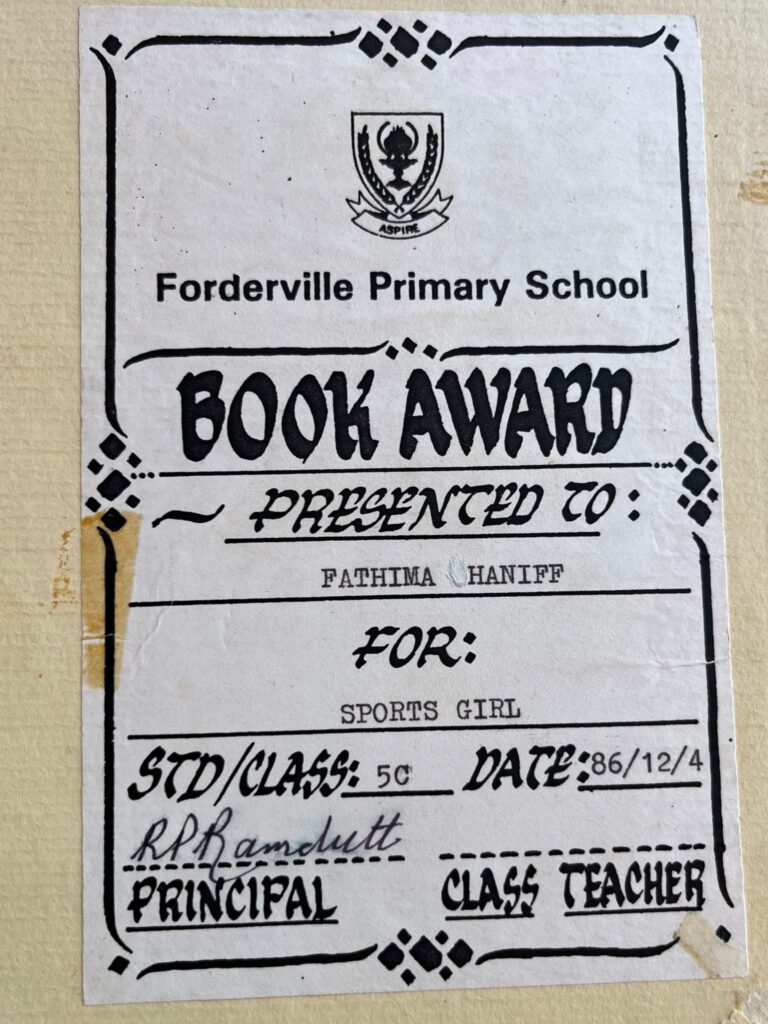 ASPIRE
Forderville Primary School
BOOK AWARD
~ PRESENTED TO:
FATHIMA HANIFF
FOR:
SPORTS GIRL
STD/CLASS: 5C DATE: 86/12/4
R P Ramdutt
PRINCIPAL CLASS TEACHER